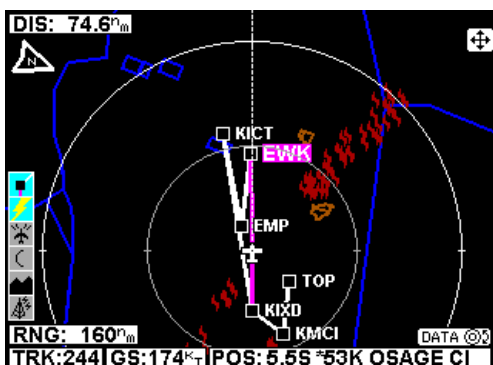 DIS: 74.6nm
N
KICT
EWK
EMP
TOP
KIXD
KMCI
RNG: 160nm
DATA
TRK:244 GS:174KT POS: 5.5S *53K OSAGE CI